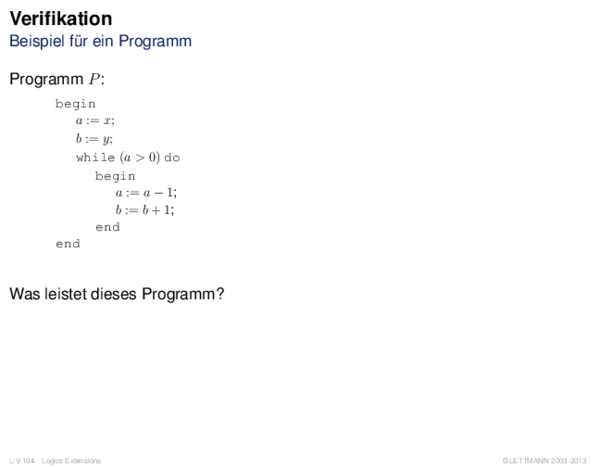 Verifikation
Beispiel für ein Programm
Programm P:
begin
a := x;
b := y;
while (a > 0) do
begin
a := a − 1;
b := b + 1;
end
end
Was leistet dieses Programm?
L:V-104 Logics Extensions
©LETTMANN 2003-2013